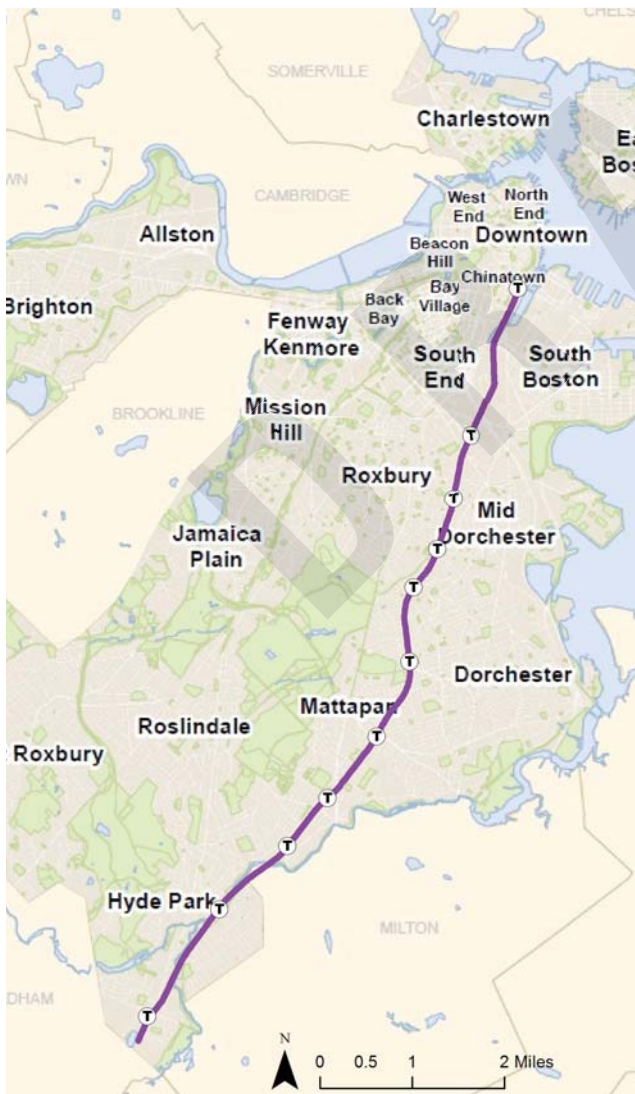 CHELS
SOMERVILLE
Charlestown
Ea
Bos
WN
CAMBRIDGE
West
End
North
End
Allston
Downtown
Beacon
Hill
Chinatown
T
Bay
Village
Back
Bay
Brighton
Fenway
Kenmore
South
End
South
Boston
BROOKLINE
Mission
Hill
T
Roxbury
T
Mid
Dorchester
Jamaica
Plain
T
T
T
Dorchester
Mattapan
Roslindale
T
t Roxbury
T
T
Hyde Park
T
MILTON
DHAM
T
N
0 0.5 1 2 Miles
DRAFT